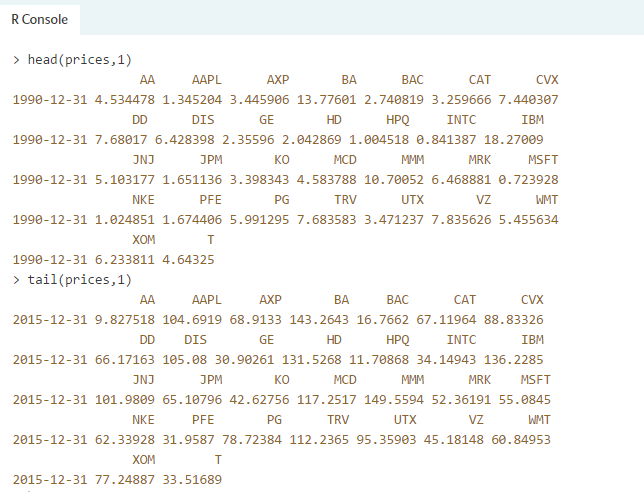 R Console
> head(prices,1)
AA AAPL AXP BA BAC CAT CVX
1990-12-31 4.534478 1.345204 3.445906 13.77601 2.740819 3.259666 7.440307
DD DIS GE HD HPQ INTC IBM
1990-12-31 7.68017 6.428398 2.35596 2.042869 1.004518 0.841387 18.27009
JNJ JPM KO MCD MMM MRK MSFT
1990-12-31 5.103177 1.651136 3.398343 4.583788 10.70052 6.468881 0.723928
NKE PFE PG TRV UTX VZ WMT
1990-12-31 1.024851 1.674406 5.991295 7.683583 3.471237 7.835626 5.455634
XOM T
1990-12-31 6.233811 4.64325
> tail(prices,1)
AA AAPL AXP BA BAC CAT CVX
2015-12-31 9.827518 104.6919 68.9133 143.2643 16.7662 67.11964 88.83326
DD DIS GE HD HPQ INTC IBM
2015-12-31 66.17163 105.08 30.90261 131.5268 11.70868 34.14943 136.2285
JNJ JPM KO MCD MMM MRK MSFT
2015-12-31 101.9809 65.10796 42.62756 117.2517 149.5594 52.36191 55.0845
NKE PFE PG TRV UTX VZ WMT
2015-12-31 62.33928 31.9587 78.72384 112.2365 95.35903 45.18148 60.84953
XOM T
2015-12-31 77.24887 33.51689